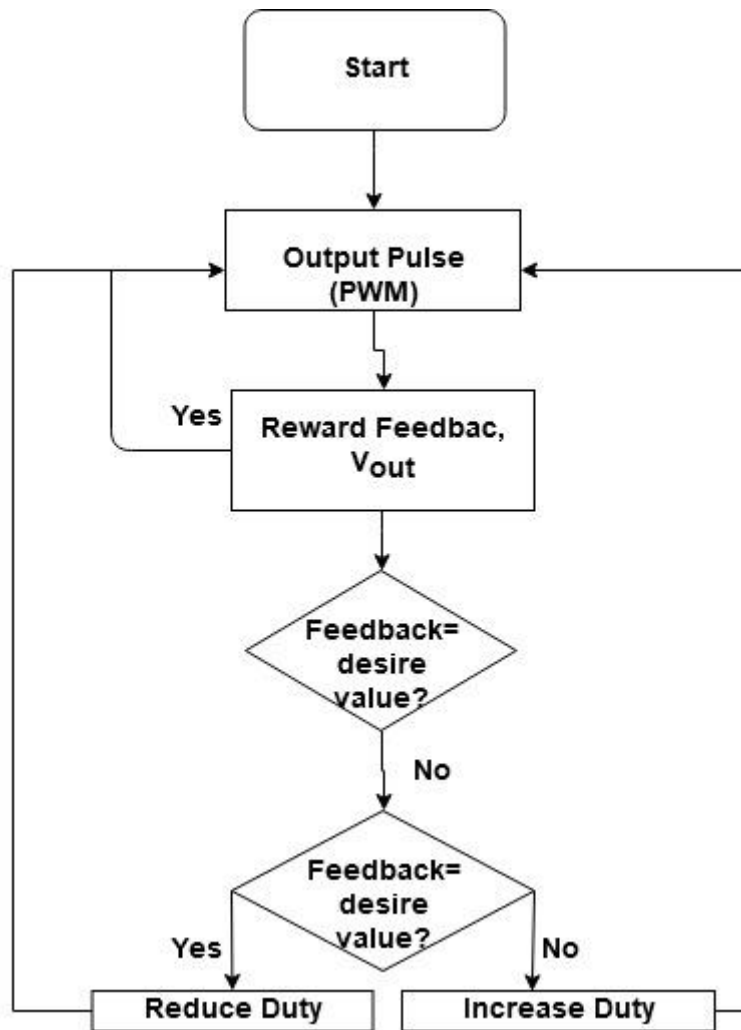 Start
Output Pulse
(PWM)
Yes
Reward Feedbac,
Vout
Feedback=
desire
value?
No
Feedback=
desire
value?
Yes
No
Reduce Duty
Increase Duty